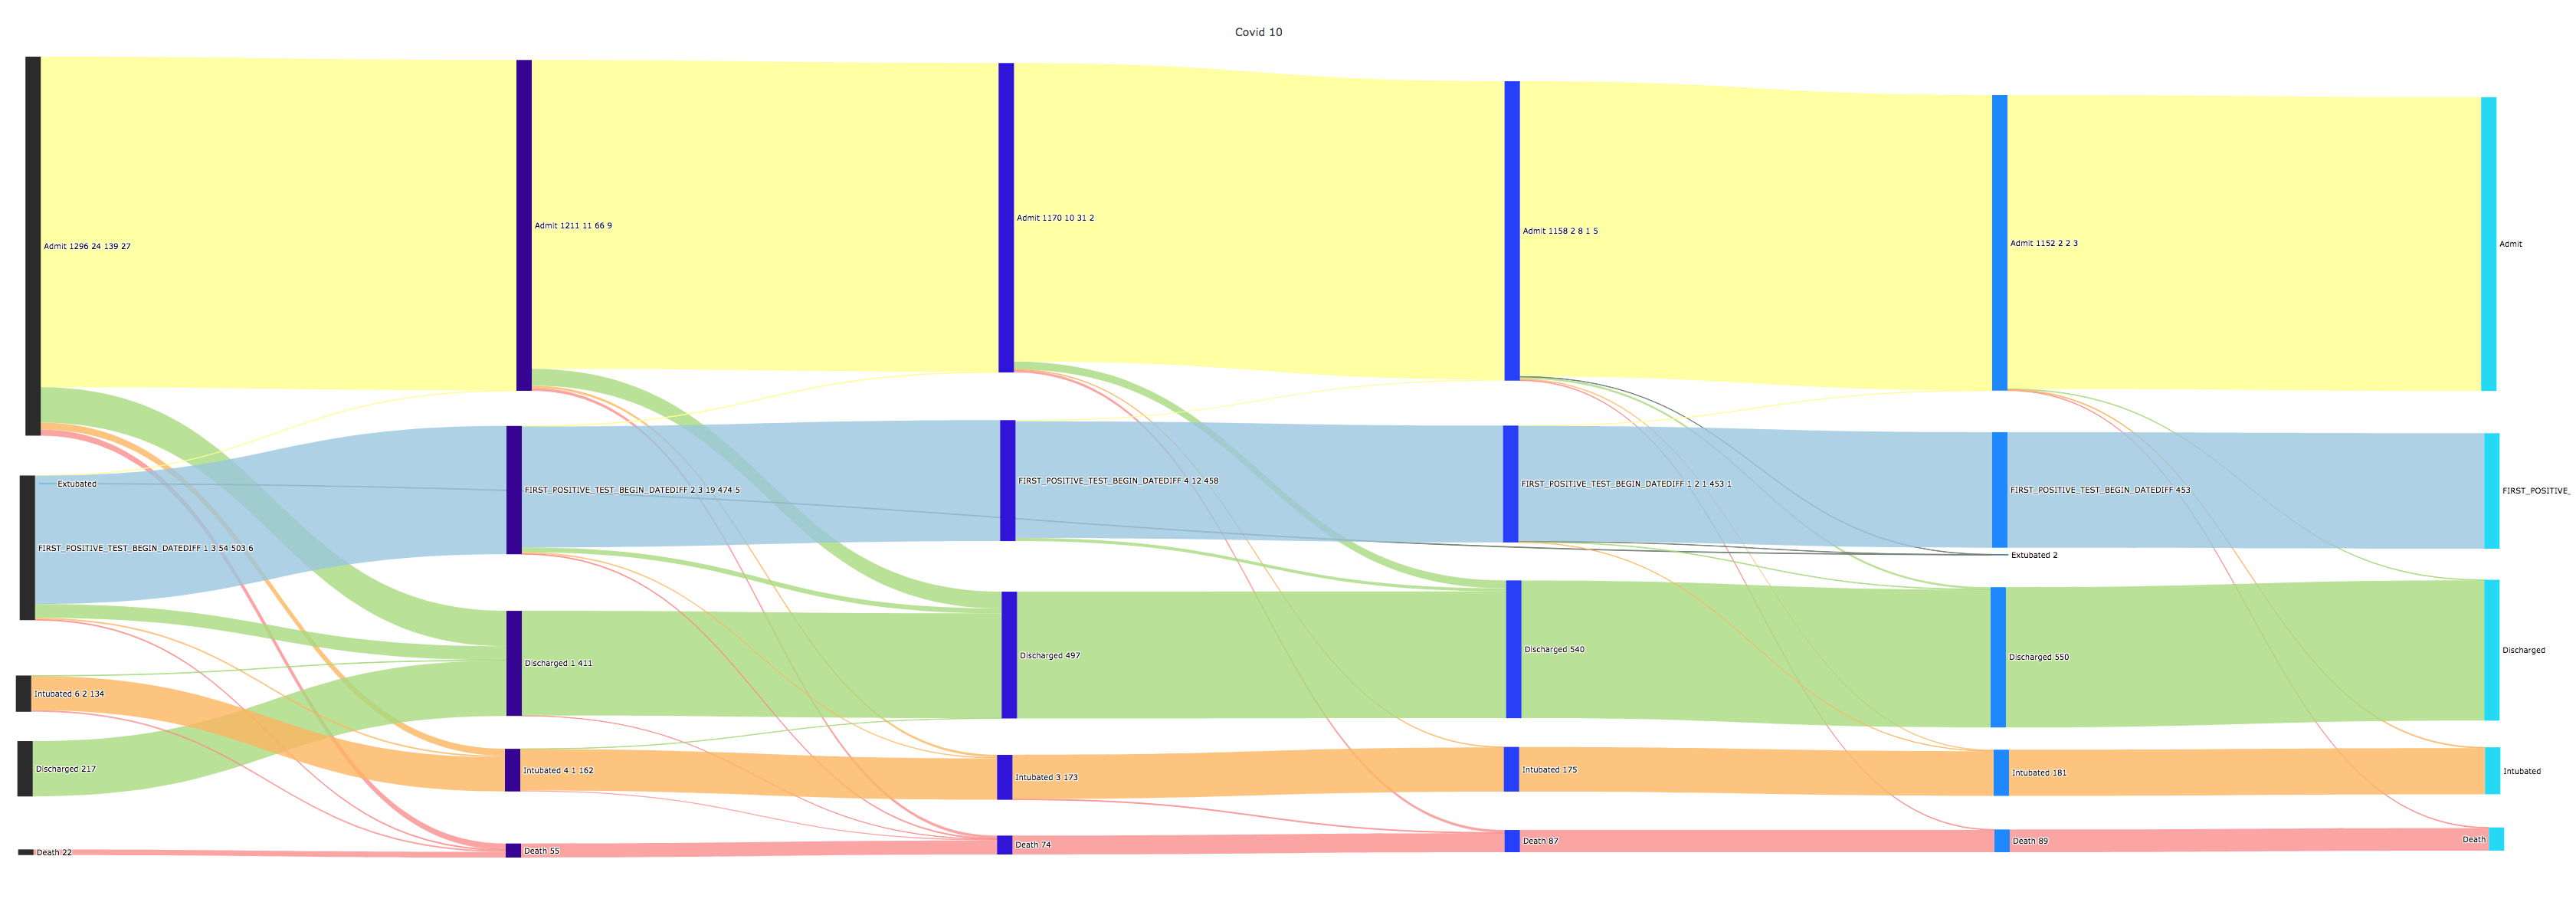 Covid 10
Admit 1296 24 139 27
Extubated
FIRST_POSITIVE_TEST_BEGIN_DATEDIFF 1 3 54 503 6
Intubated 6 2 134
Discharged 217
Death 22
Admit 1211 11 66 9
FIRST_POSITIVE_TEST_BEGIN_DATEDIFF 2 3 19 474 5
Discharged 1 411
Intubated 4 1 162
Death 55
Admit 1170 10 31 2
FIRST_POSITIVE_TEST_BEGIN_DATEDIFF 4 12 458
Discharged 497
Intubated 3 173
Death 74
Admit 1158 2 8 1 5
FIRST_POSITIVE_TEST_BEGIN_DATEDIFF 1 2 1 453 1
Discharged 540
Intubated 175
Death 87
Admit 1152 2 2 3
FIRST_POSITIVE_TEST_BEGIN_DATEDIFF 453
Extubated 2
Discharged 550
Intubated 181
Death 89
Admit
FIRST_POSITIVE_
Discharged
Intubated
Death